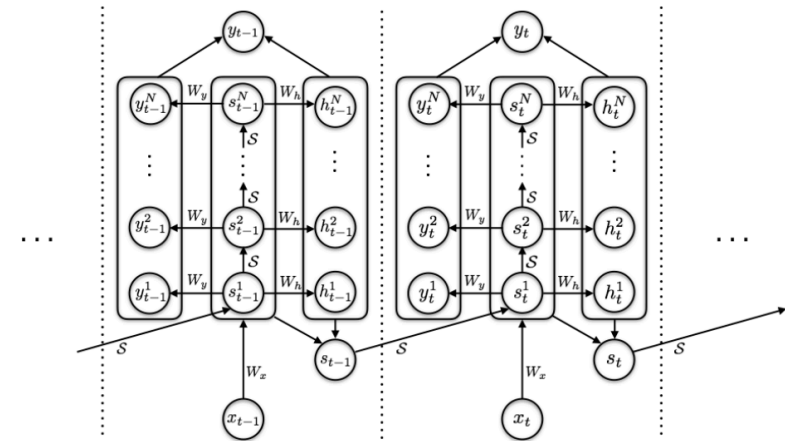 y_{t-1} y_t
y_{t-1}^N W_y s_{t-1}^N W_h h_{t-1}^N y_t^N W_y s_t^N W_h h_t^N
S S
⋮ ⋮ ⋮ ⋮ ⋮ ⋮
S S
y_{t-1}^2 W_y s_{t-1}^2 W_h h_{t-1}^2 y_t^2 W_y s_t^2 W_h h_t^2
... ...
S S
y_{t-1}^1 W_y s_{t-1}^1 W_h h_{t-1}^1 y_t^1 W_y s_t^1 W_h h_t^1
S s_{t-1} S s_t S
W_x W_x
x_{t-1} x_t